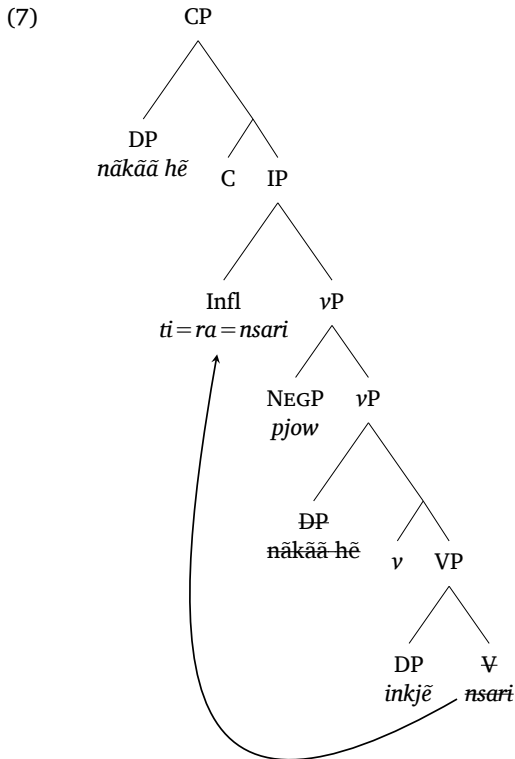 (7) CP
DP
nãkãã hẽ C IP
Infl vP
ti=ra=nsari
NEGP vP
pjow
DP
nãkãã hẽ v VP
DP V
inkjẽ nsari